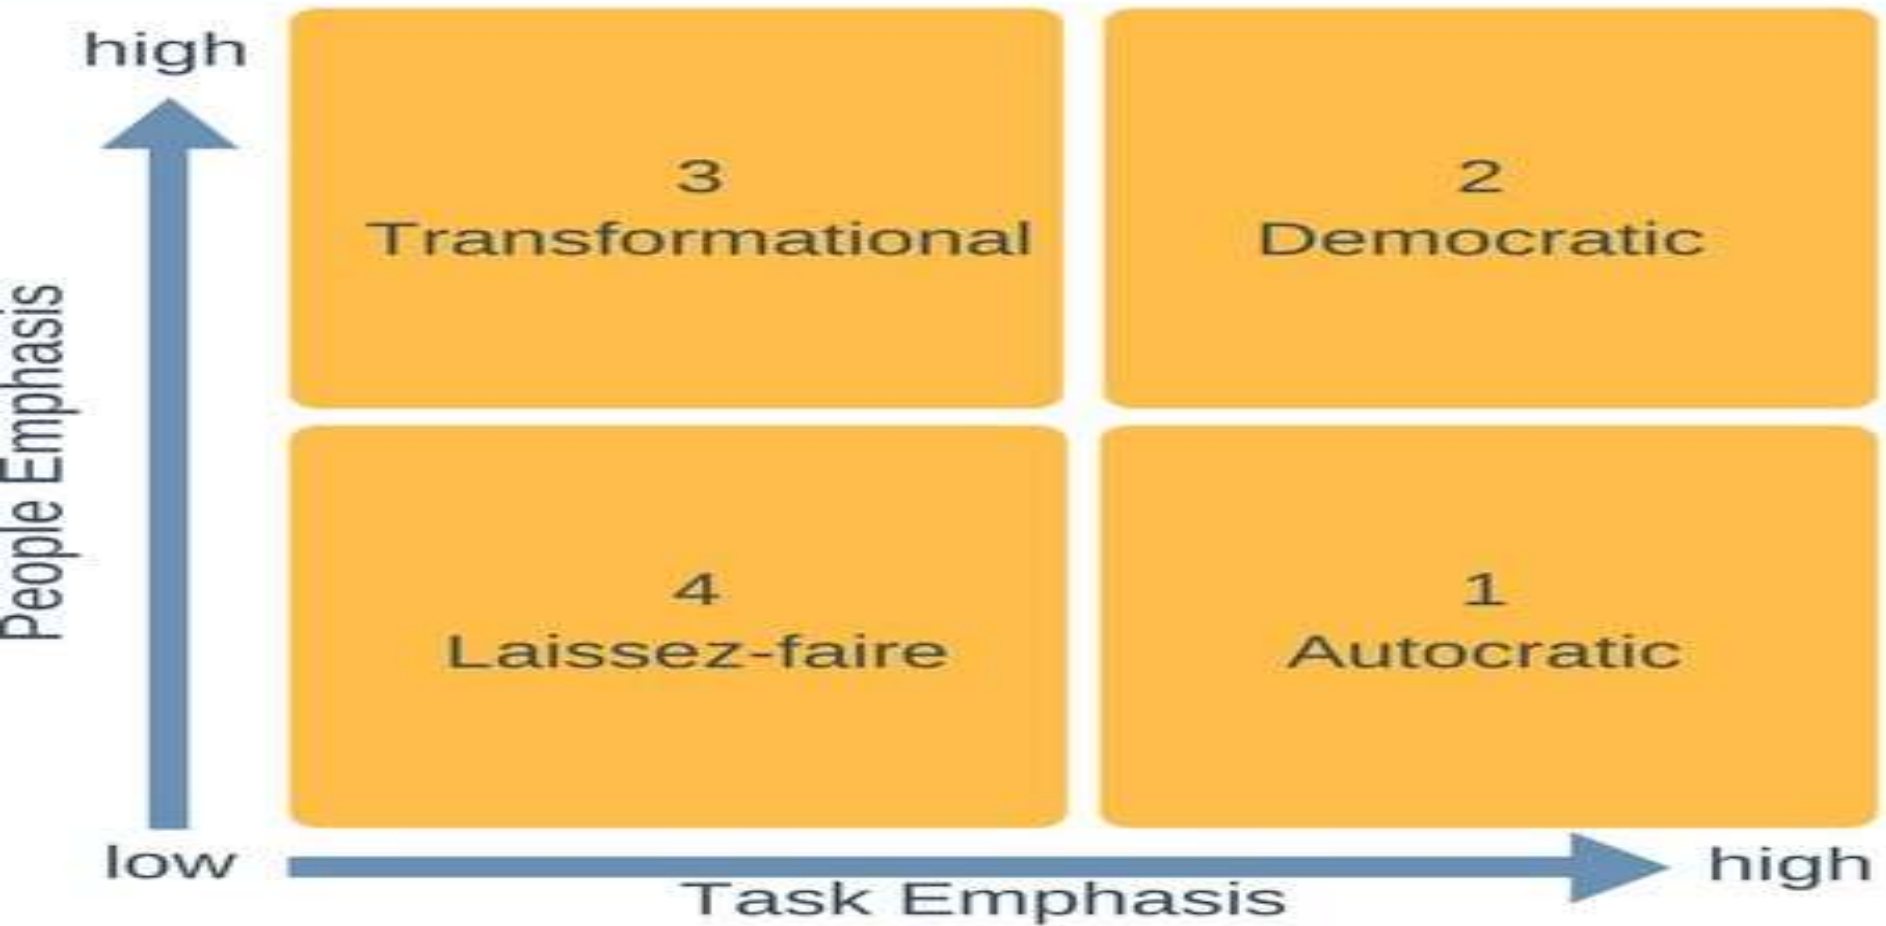 high
3
Transformational
2
Democratic
People Emphasis
4
Laissez-faire
1
Autocratic
low
high
Task Emphasis